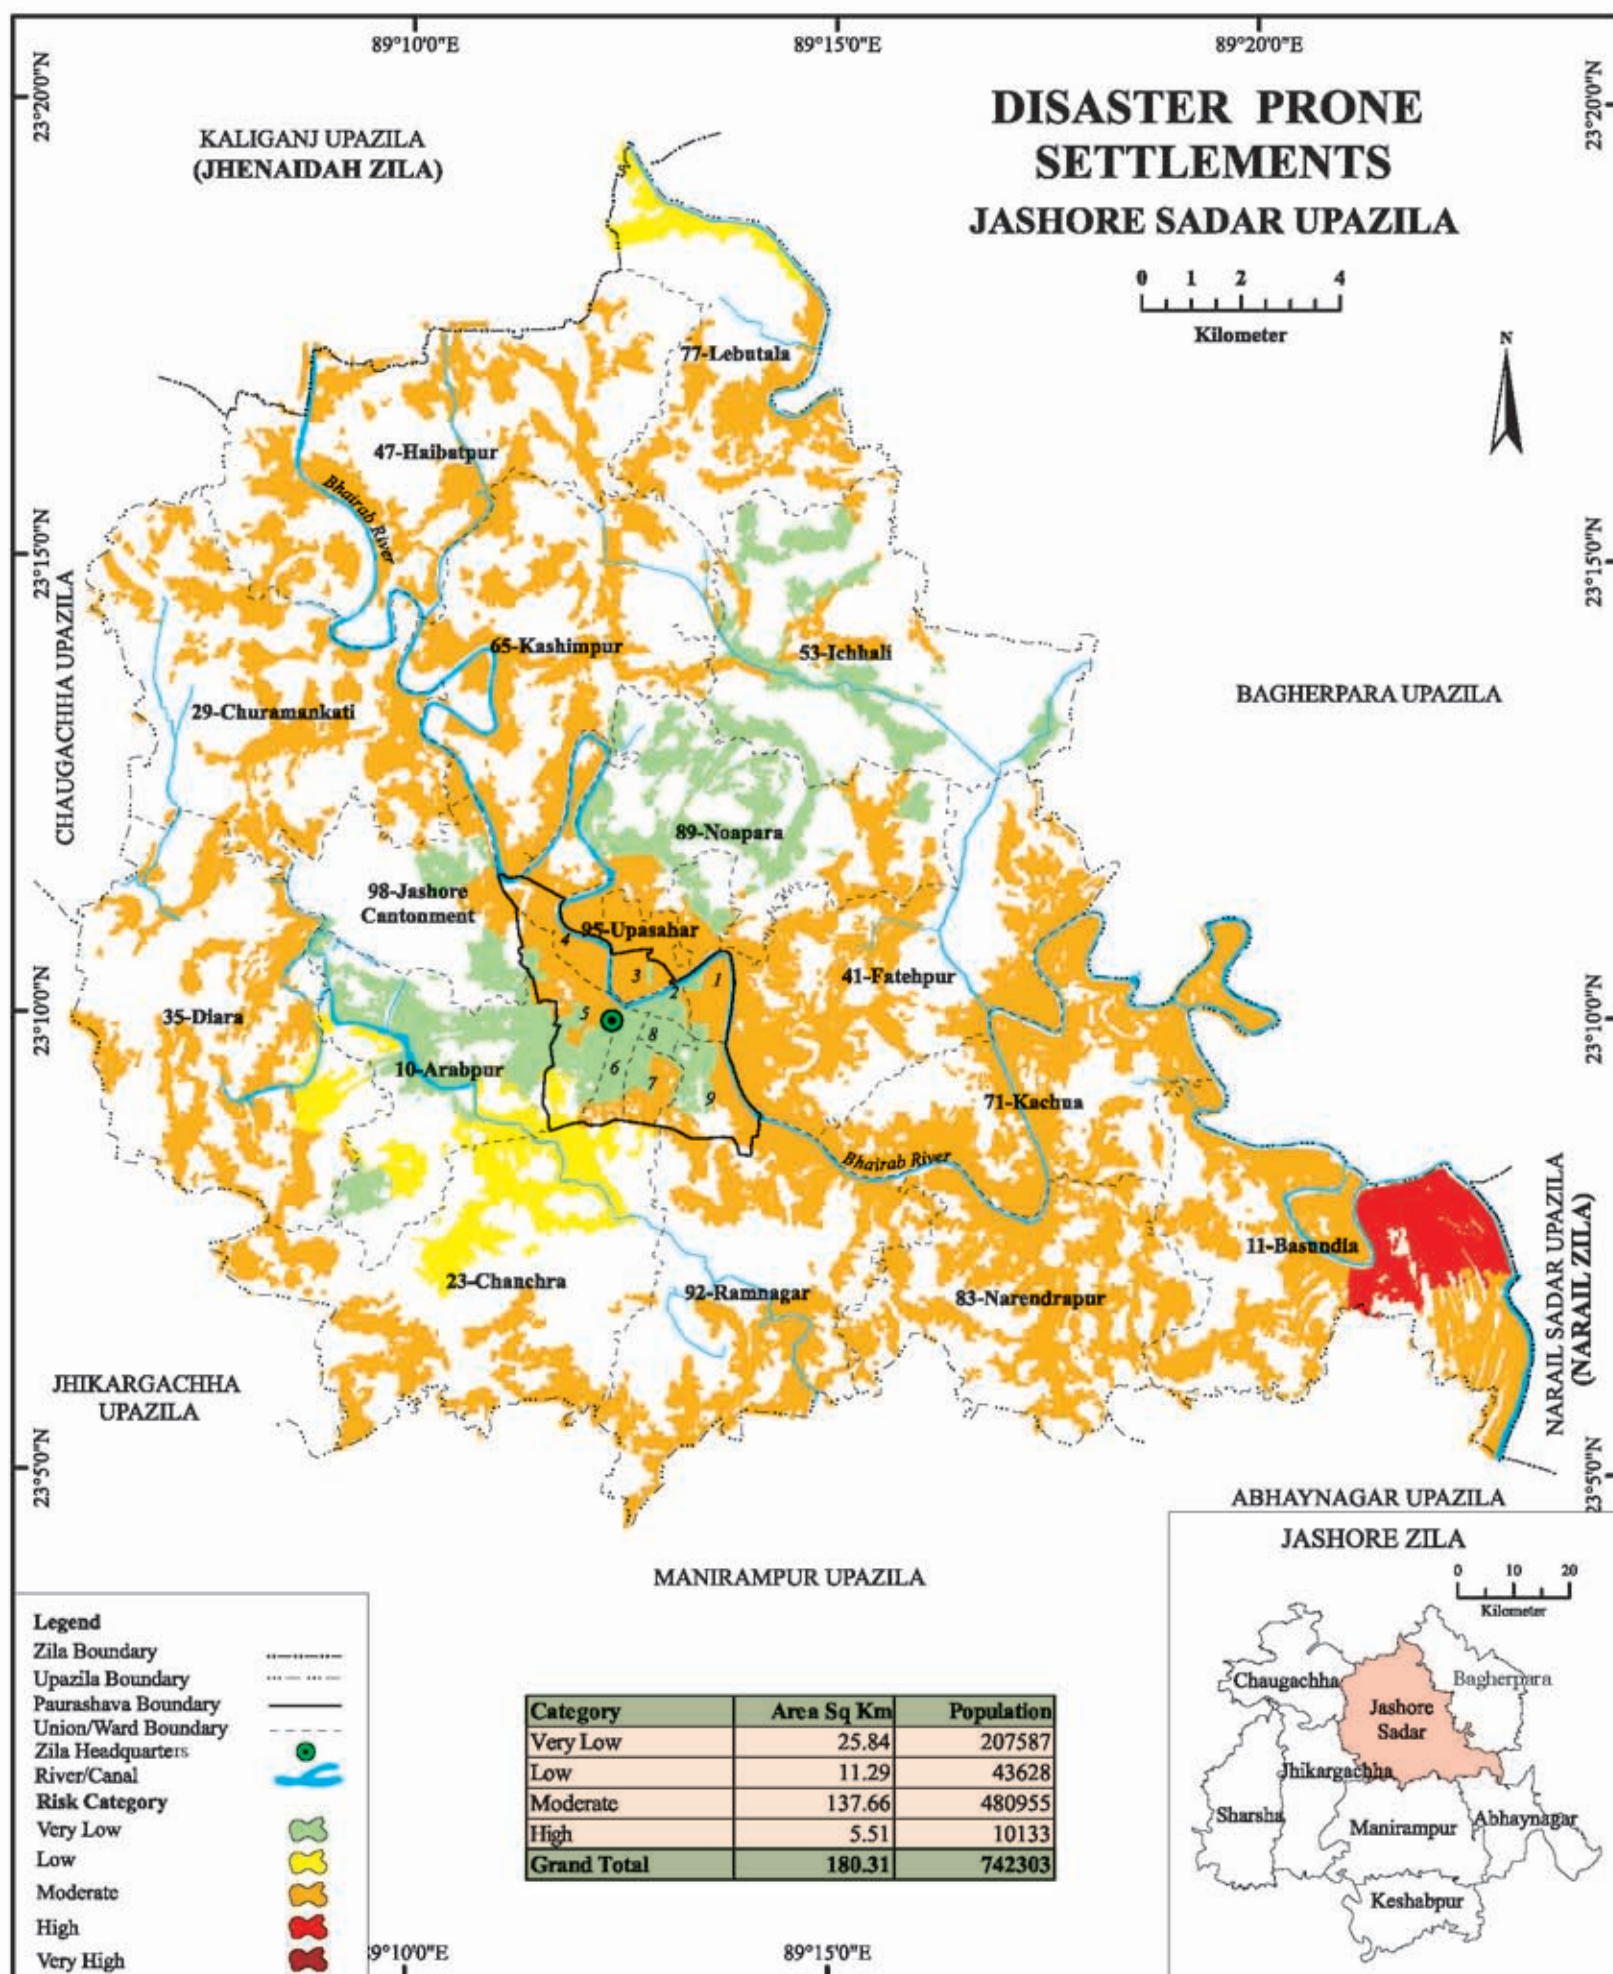 89°10'0"E
89°15'0"E
89°20'0"E
23°20'0"N
23°20'0"N
DISASTER PRONE
SETTLEMENTS
JASHORE SADAR UPAZILA
KALIGANJ UPAZILA
(JHENAIDAH ZILA)
0 1 2 4
Kilometer
N
77-Lebutala
47-Haibatpur
Bhairab River
23°15'0"N
23°15'0"N
CHAUGACHHA UPAZILA
65-Kashimpur
53-Ichhali
BAGHERPARA UPAZILA
29-Churamankati
89-Noapara
98-Jashore
Cantonment
95-Upasahar
4
3
2
1
41-Fatehpur
5
8
6
7
9
35-Diara
23°10'0"N
23°10'0"N
10-Arabpur
71-Kachua
Bhairab River
11-Basundia
23-Chanchra
92-Ramnagar
83-Narendrapur
NARAIL SADAR UPAZILA
(NARAIL ZILA)
JHIKARGACHHA
UPAZILA
23°5'0"N
23°5'0"N
ABHAYNAGAR UPAZILA
MANIRAMPUR UPAZILA
JASHORE ZILA
0 10 20
Kilometer
Chaugachha
Bagherpara
Jashore
Sadar
Jhikargachha
Sharsha
Manirampur
Abhaynagar
Keshabpur
Legend
Zila Boundary
Upazila Boundary
Paurashava Boundary
Union/Ward Boundary
Zila Headquarters
River/Canal
Risk Category
Very Low
Low
Moderate
High
Very High
Category Area Sq Km Population
Very Low 25.84 207587
Low 11.29 43628
Moderate 137.66 480955
High 5.51 10133
Grand Total 180.31 742303
89°10'0"E
89°15'0"E